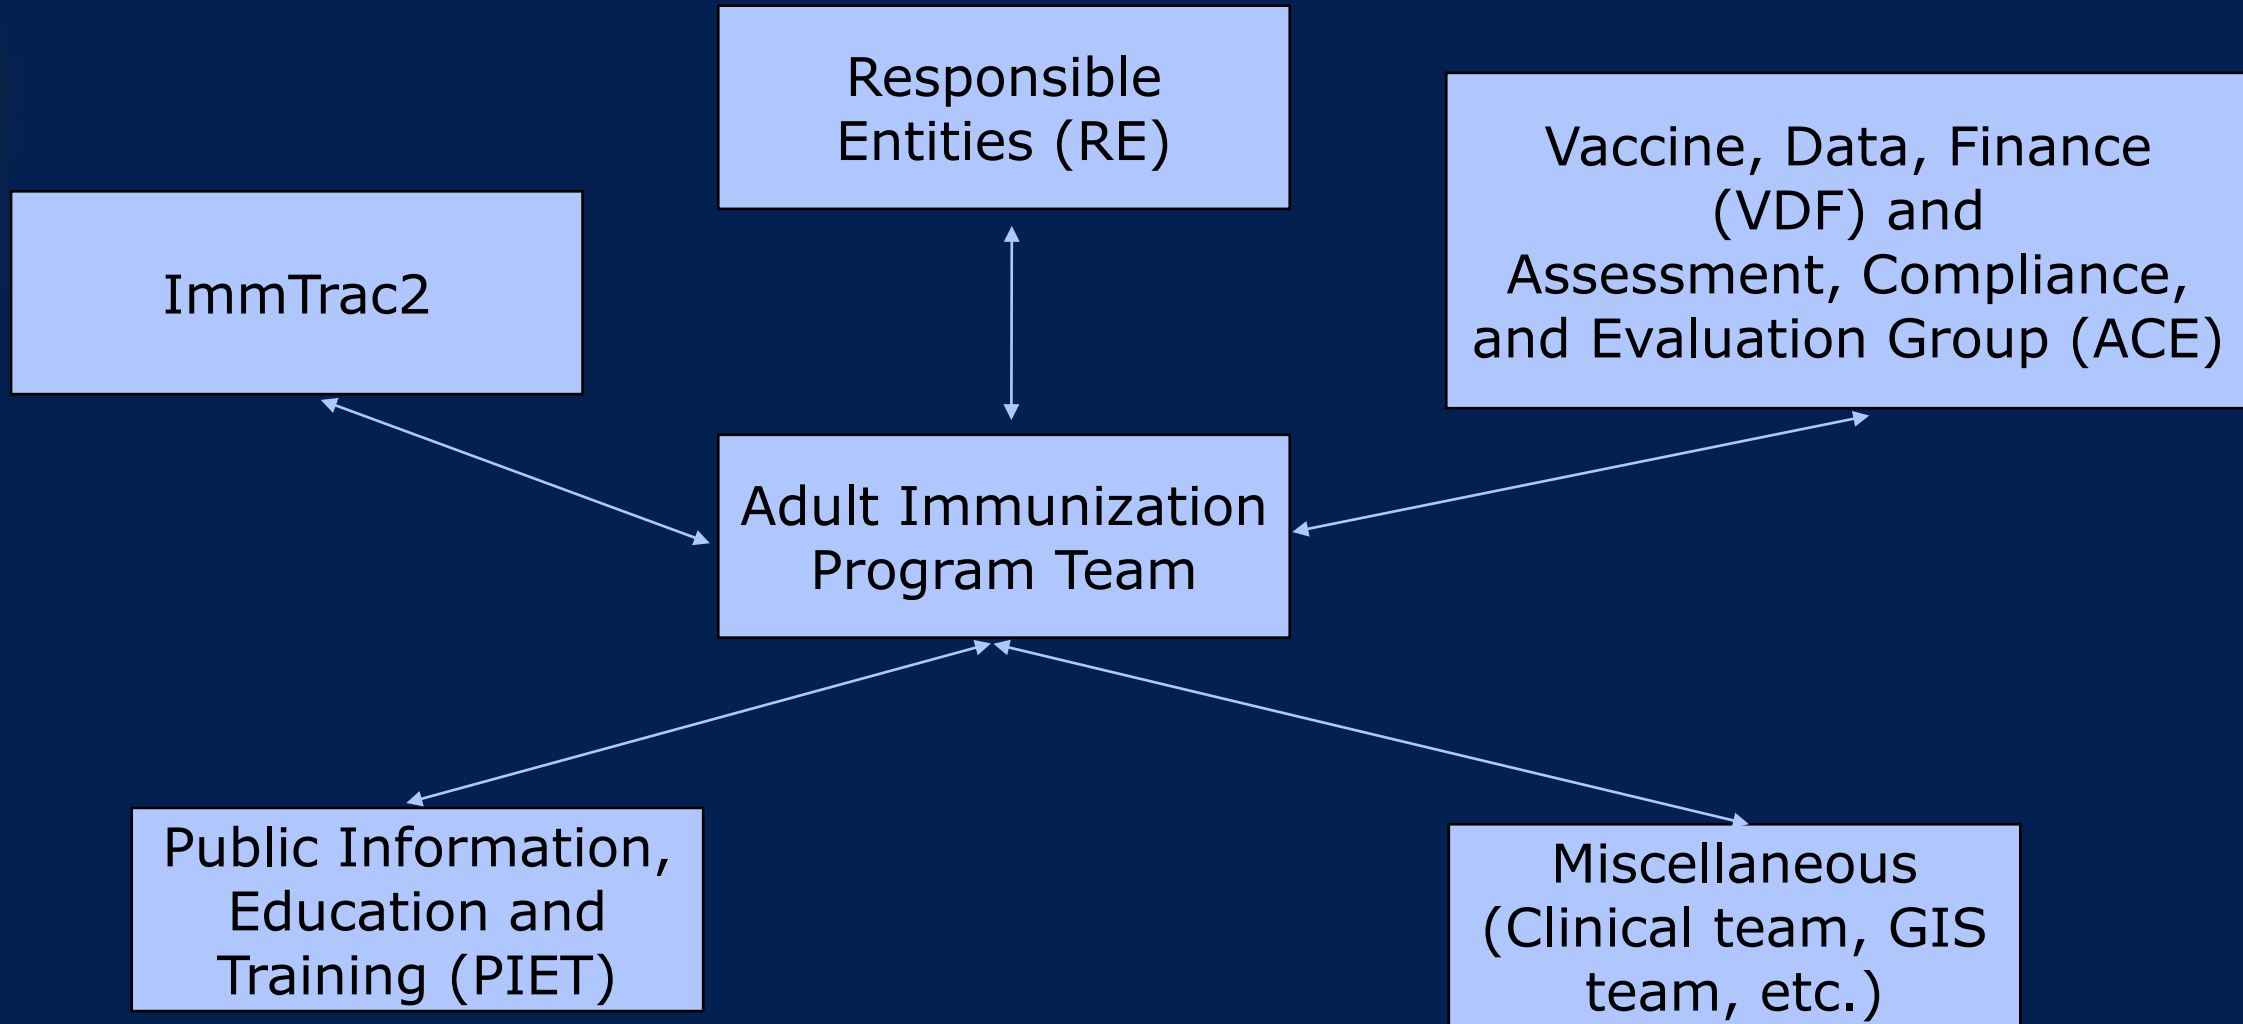 Responsible
Entities (RE)
ImmTrac2
Vaccine, Data, Finance
(VDF) and
Assessment, Compliance,
and Evaluation Group (ACE)
Adult Immunization
Program Team
Public Information,
Education and
Training (PIET)
Miscellaneous
(Clinical team, GIS
team, etc.)